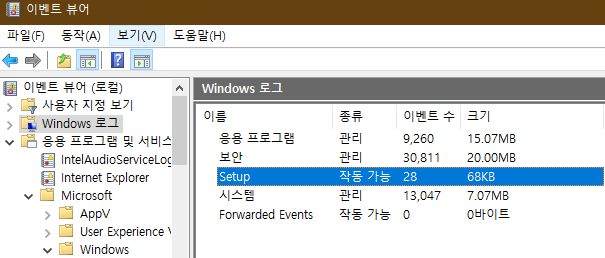 이벤트 뷰어
파일(F) 동작(A) 보기(V) 도움말(H)
이벤트 뷰어 (로컬)
사용자 지정 보기
Windows 로그
응용 프로그램 및 서비스
IntelAudioServiceLog
Internet Explorer
Microsoft
AppV
User Experience
Windows
Windows 로그
이름 종류 이벤트 수 크기
응용 프로그램 관리 9,260 15.07MB
보안 관리 30,811 20.00MB
Setup 작동 가능 28 68KB
시스템 관리 13,047 7.07MB
Forwarded Events 작동 가능 0 0바이트